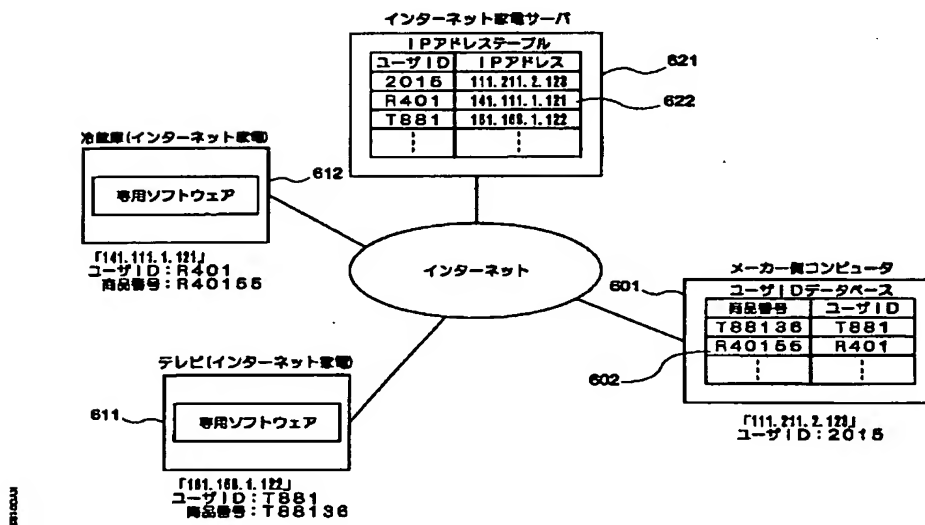 インターネット家電サーバ
IPアドレステーブル
ユーザID IPアドレス
2015 111.211.2.123
R401 141.111.1.121
T881 151.168.1.122
621
622
冷蔵庫(インターネット家電)
専用ソフトウェア
612
「141.111.1.121」
ユーザID:R401
商品番号:R40155
インターネット
メーカー側コンピュータ
601
ユーザIDデータベース
商品番号 ユーザID
T88136 T881
R40155 R401
602
「111.211.2.123」
ユーザID:2015
テレビ(インターネット家電)
611
専用ソフトウェア
「151.168.1.122」
ユーザID:T881
商品番号:T88136